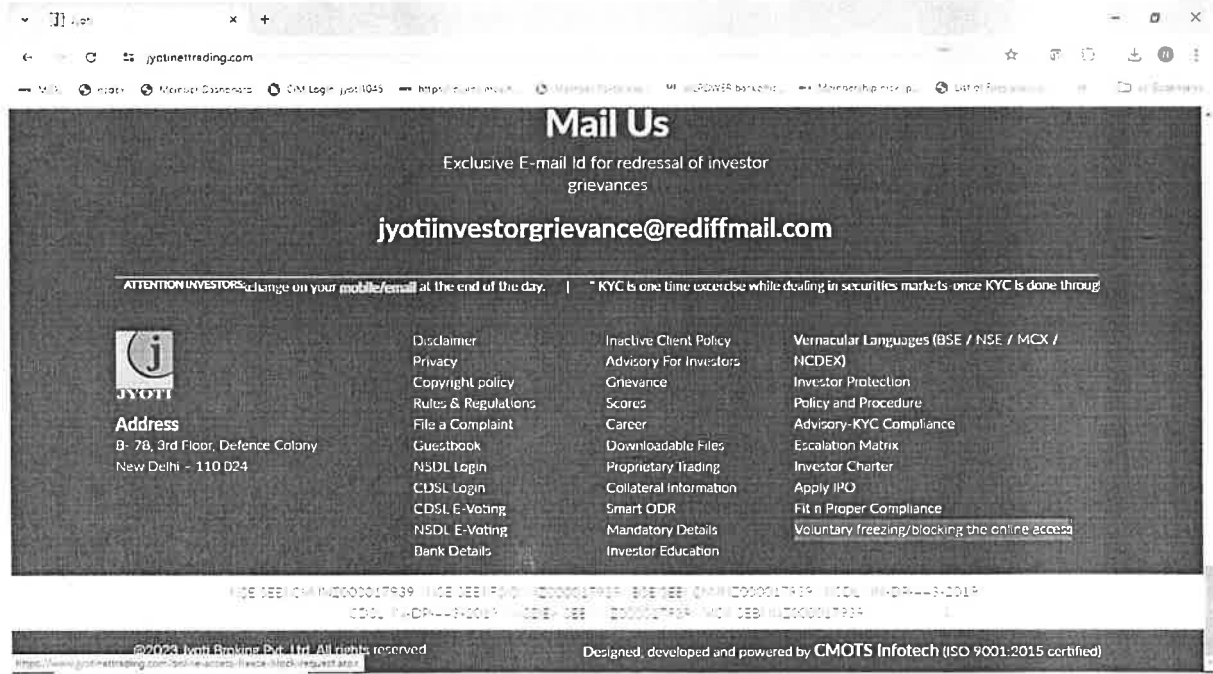 jyotinettrading.com
Member Dashboard
Mail Us
Exclusive E-mail Id for redressal of investor
grievances
jyotiinvestorgrievance@rediffmail.com
ATTENTION INVESTORS: change on your mobile/email at the end of the day. | * KYC is one time excercise while dealing in securities markets-once KYC is done throug
j
JYOTI
Address
B- 78, 3rd Floor, Defence Colony
New Delhi – 110 024
Disclaimer
Privacy
Copyright policy
Rules & Regulations
File a Complaint
Guestbook
NSDL Login
CDSL Login
CDSL E-Voting
NSDL E-Voting
Bank Details
Inactive Client Policy
Advisory For Investors
Grievance
Scores
Career
Downloadable Files
Proprietary Trading
Collateral Information
Smart ODR
Mandatory Details
Investor Education
Vernacular Languages (BSE / NSE / MCX /
NCDEX)
Investor Protection
Policy and Procedure
Advisory-KYC Compliance
Escalation Matrix
Investor Charter
Apply IPO
Fit n Proper Compliance
Voluntary freezing/blocking the online access
©2023 Jyoti Broking Pvt. Ltd. All rights reserved
Designed, developed and powered by CMOTS Infotech (ISO 9001:2015 certified)